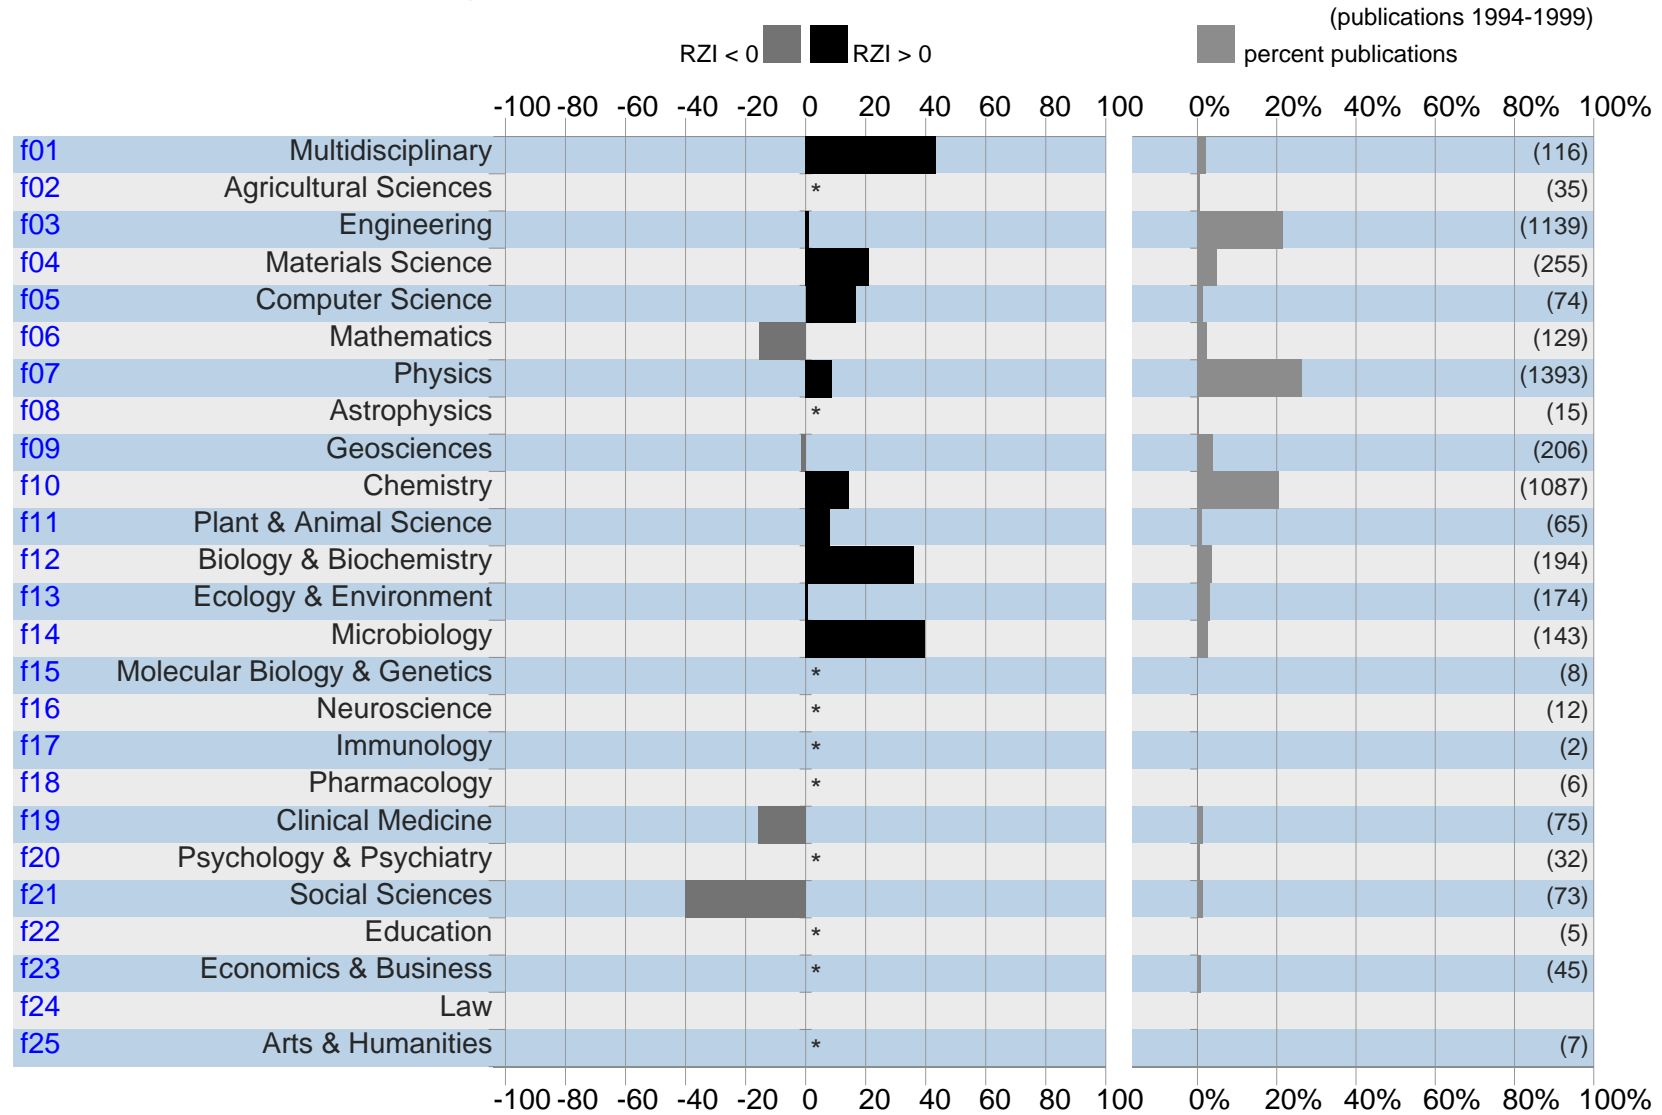 (publications 1994-1999)
RZI < 0 RZI > 0 percent publications
-100 -80 -60 -40 -20 0 20 40 60 80 100 0% 20% 40% 60% 80% 100%
f01 Multidisciplinary (116)
f02 Agricultural Sciences * (35)
f03 Engineering (1139)
f04 Materials Science (255)
f05 Computer Science (74)
f06 Mathematics (129)
f07 Physics (1393)
f08 Astrophysics * (15)
f09 Geosciences (206)
f10 Chemistry (1087)
f11 Plant & Animal Science (65)
f12 Biology & Biochemistry (194)
f13 Ecology & Environment (174)
f14 Microbiology (143)
f15 Molecular Biology & Genetics * (8)
f16 Neuroscience * (12)
f17 Immunology * (2)
f18 Pharmacology * (6)
f19 Clinical Medicine (75)
f20 Psychology & Psychiatry * (32)
f21 Social Sciences (73)
f22 Education * (5)
f23 Economics & Business * (45)
f24 Law
f25 Arts & Humanities * (7)
-100 -80 -60 -40 -20 0 20 40 60 80 100 0% 20% 40% 60% 80% 100%